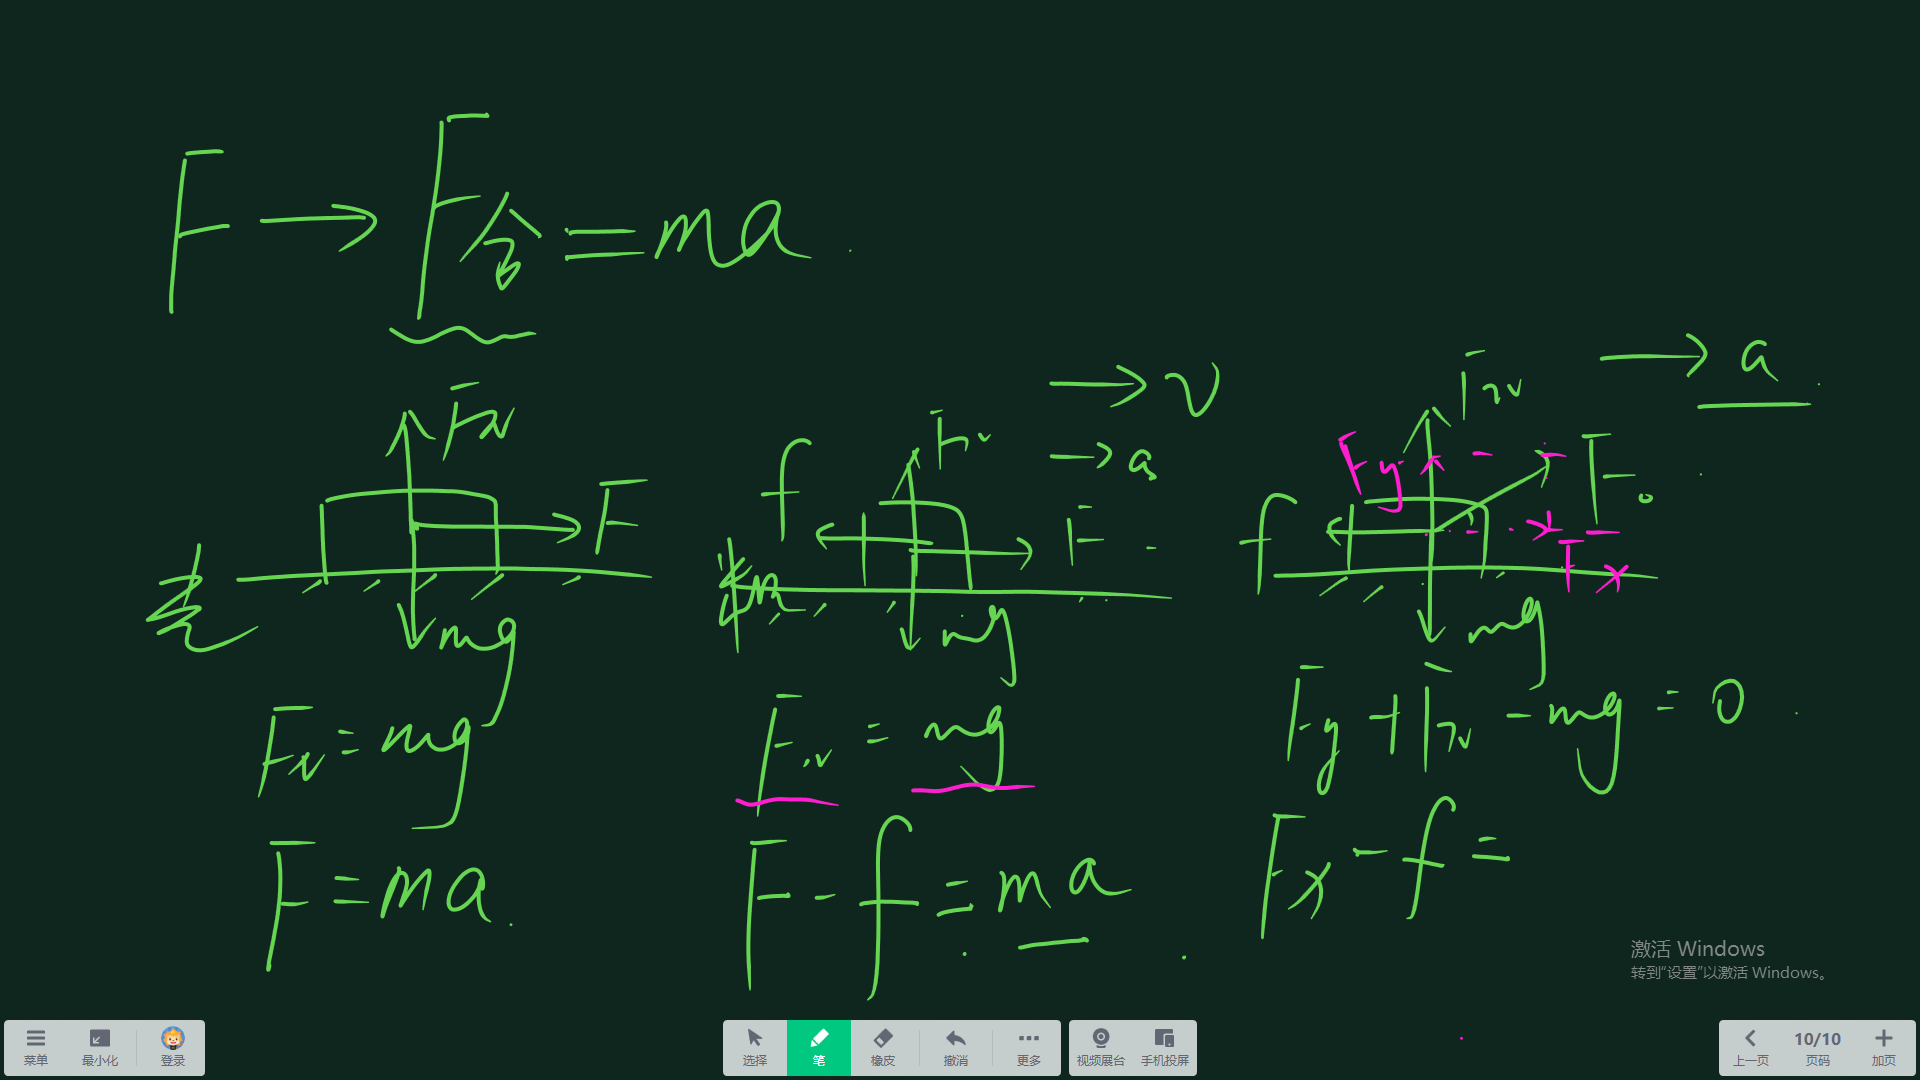 F → F合 = ma
F_N
F
光
mg
F_N = mg
F = ma
→ v
→ a
F_N
f
F
mg
F_N = mg
F - f = ma
→ a
F_N
F_y
F
f
F_x
mg
F_y + F_N - mg = 0
F_x - f =
激活 Windows
转到“设置”以激活 Windows。
菜单
最小化
登录
选择
笔
橡皮
撤消
更多
视频展台
手机投屏
上一页
10/10
页码
加页